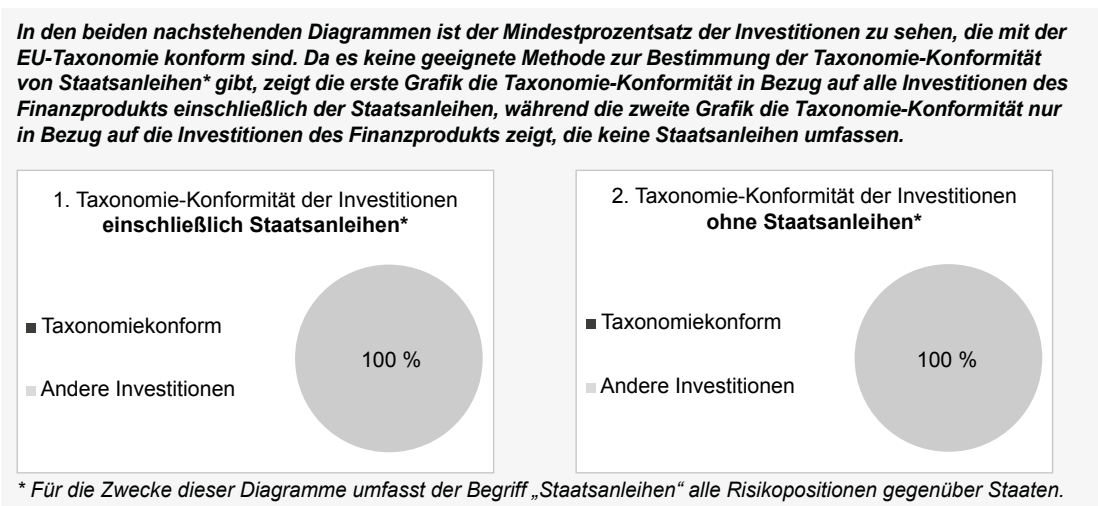 In den beiden nachstehenden Diagrammen ist der Mindestprozentsatz der Investitionen zu sehen, die mit der
EU-Taxonomie konform sind. Da es keine geeignete Methode zur Bestimmung der Taxonomie-Konformität
von Staatsanleihen* gibt, zeigt die erste Grafik die Taxonomie-Konformität in Bezug auf alle Investitionen des
Finanzprodukts einschließlich der Staatsanleihen, während die zweite Grafik die Taxonomie-Konformität nur
in Bezug auf die Investitionen des Finanzprodukts zeigt, die keine Staatsanleihen umfassen.
1. Taxonomie-Konformität der Investitionen
einschließlich Staatsanleihen*
Taxonomiekonform
Andere Investitionen
100 %
2. Taxonomie-Konformität der Investitionen
ohne Staatsanleihen*
Taxonomiekonform
Andere Investitionen
100 %
* Für die Zwecke dieser Diagramme umfasst der Begriff „Staatsanleihen“ alle Risikopositionen gegenüber Staaten.